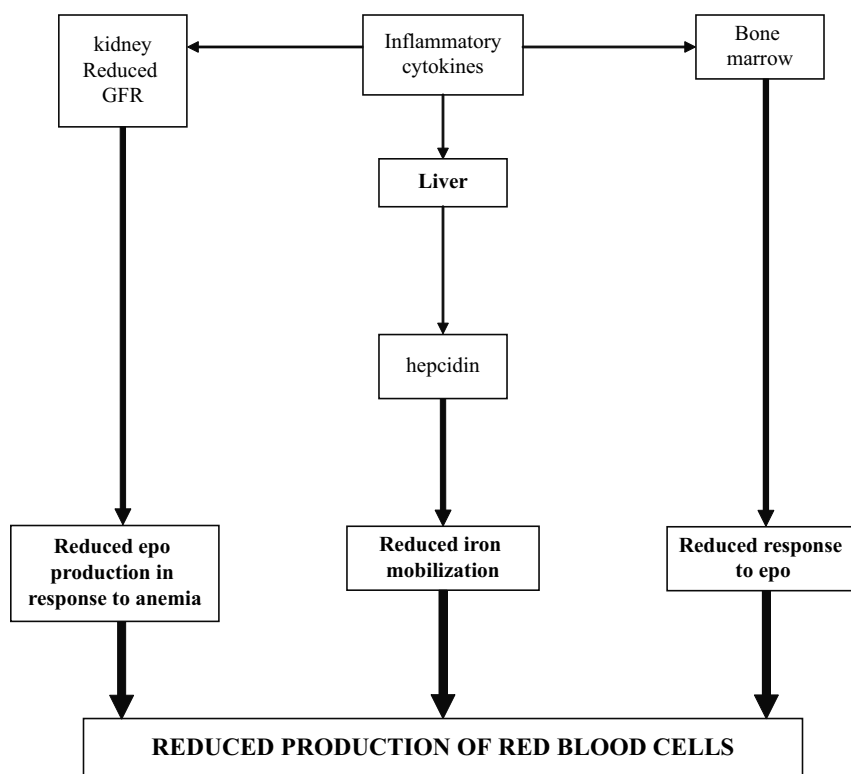 kidney
Reduced
GFR
Inflammatory
cytokines
Bone
marrow
Liver
hepcidin
Reduced epo
production in
response to anemia
Reduced iron
mobilization
Reduced response
to epo
REDUCED PRODUCTION OF RED BLOOD CELLS